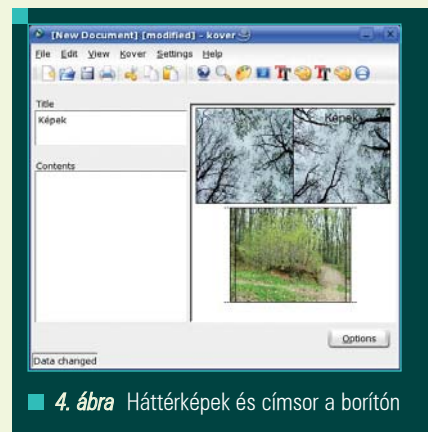 [New Document] [modified] - kover
File Edit View Kover Settings Help
Title
Képek
Képek
Contents
Options
Data changed
4. ábra Háttérképek és címsor a borítón